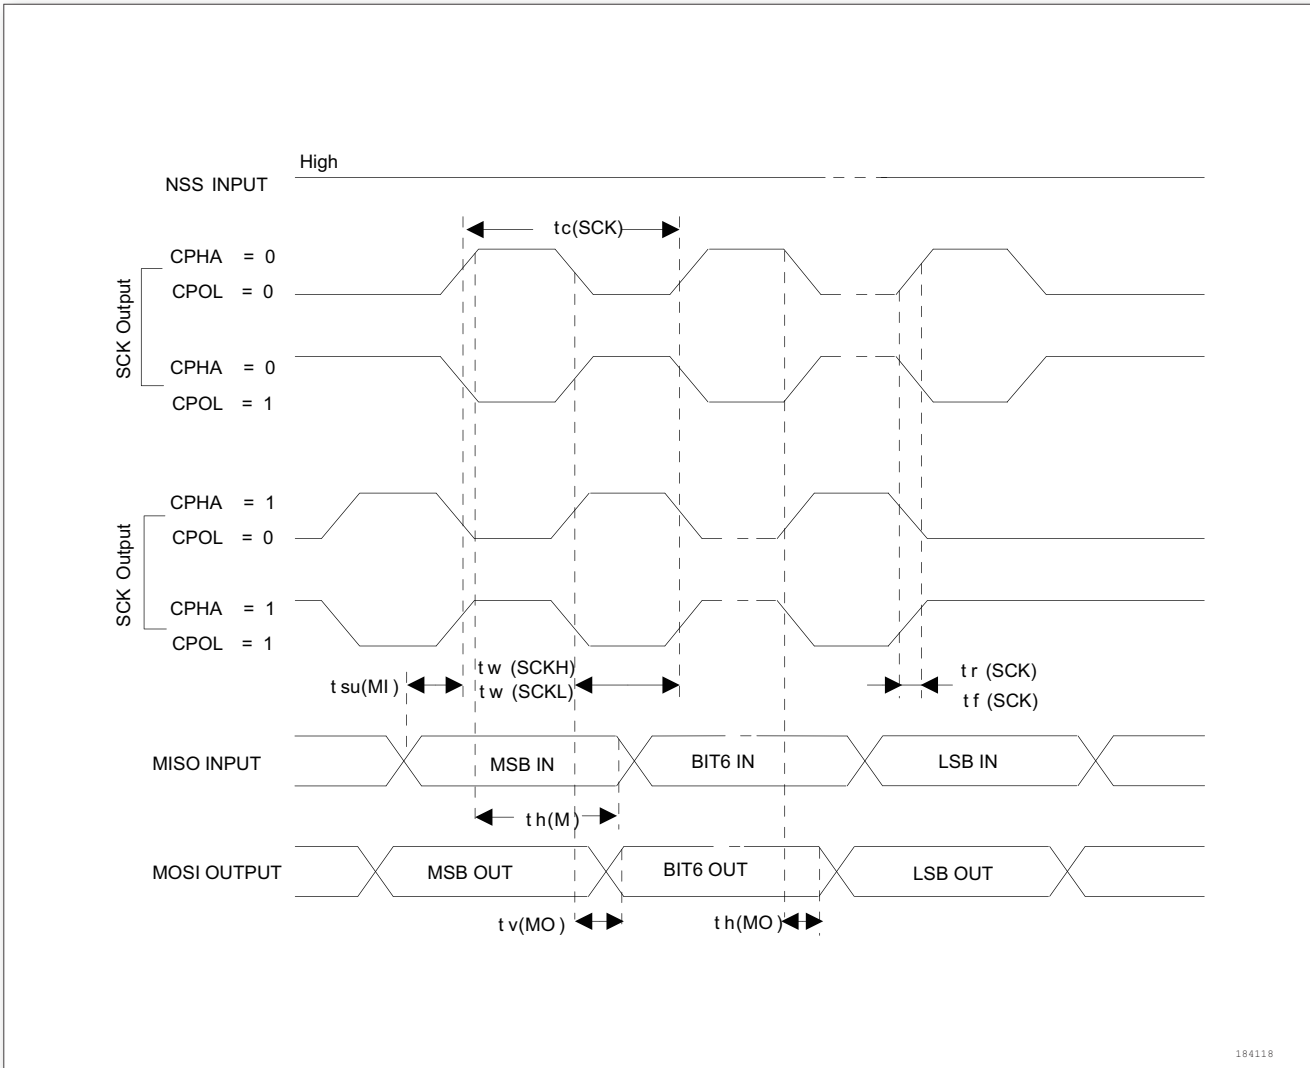 High
NSS INPUT
tc(SCK)
CPHA = 0
CPOL = 0
SCK Output
CPHA = 0
CPOL = 1
CPHA = 1
CPOL = 0
SCK Output
CPHA = 1
CPOL = 1
tsu(MI)
tw (SCKH)
tw (SCKL)
tr (SCK)
tf (SCK)
MISO INPUT
MSB IN
BIT6 IN
LSB IN
th(M)
MOSI OUTPUT
MSB OUT
BIT6 OUT
LSB OUT
tv(MO)
th(MO)
184118